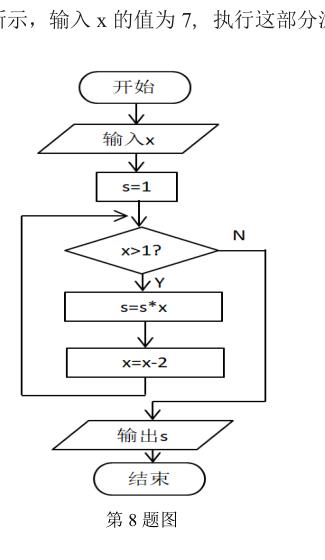 所示，输入 x 的值为 7，执行这部分流
开始
输入x
s=1
x>1?
N
Y
s=s*x
x=x-2
输出s
结束
第 8 题图